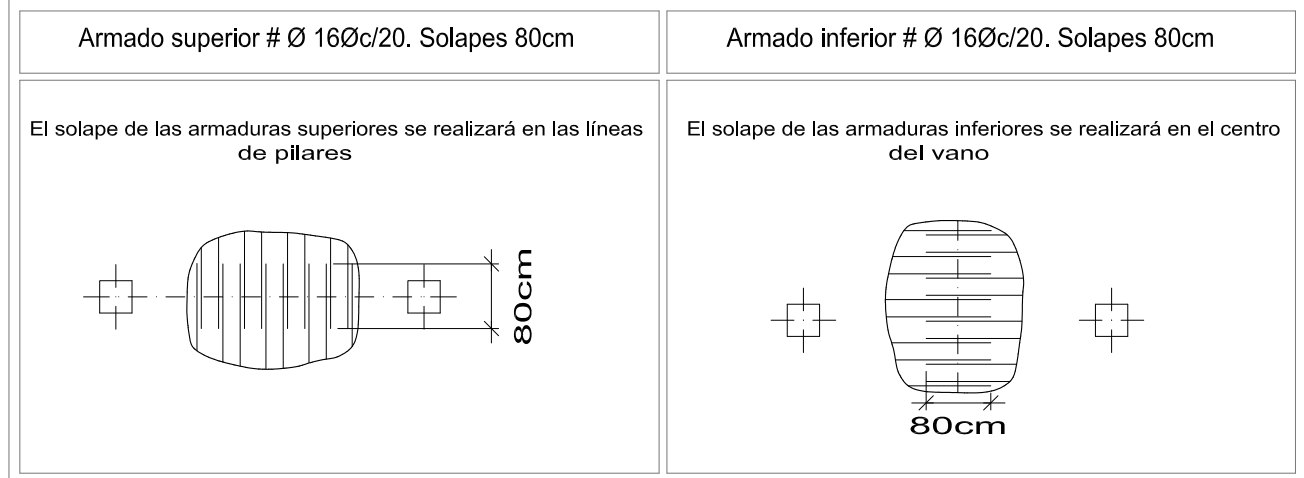 Armado superior # Ø 16Øc/20. Solapes 80cm
El solape de las armaduras superiores se realizará en las líneas
de pilares
80cm
Armado inferior # Ø 16Øc/20. Solapes 80cm
El solape de las armaduras inferiores se realizará en el centro
del vano
80cm